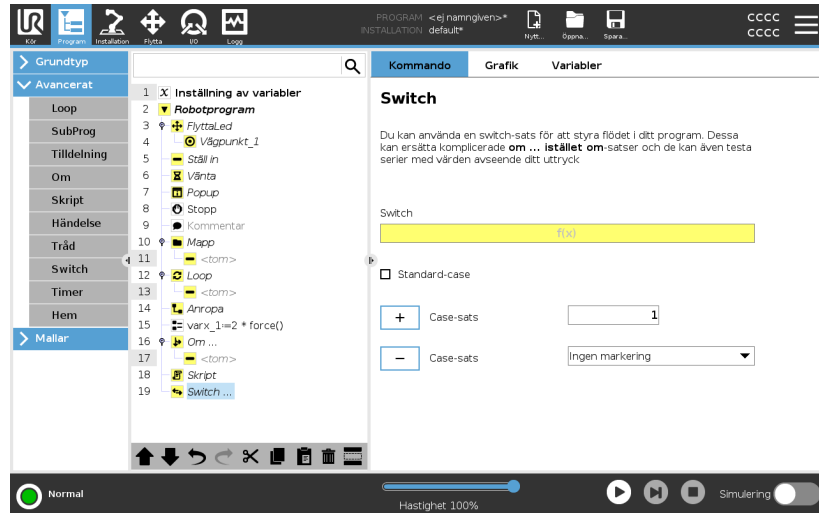 PROGRAM <ej namngiven>*
INSTALLATION default*
Kör
Program
Installation
Flytta
I/O
Logg
Nytt...
Öppna...
Spara...
cccc
cccc
Grundtyp
Avancerat
Loop
SubProg
Tilldelning
Om
Skript
Händelse
Tråd
Switch
Timer
Hem
Mallar
1 X Inställning av variabler
2 Robotprogram
3 FlyttaLed
4 Vägpunkt_1
5 Ställ in
6 Vänta
7 Popup
8 Stopp
9 Kommentar
10 Mapp
11 <tom>
12 Loop
13 <tom>
14 Anropa
15 varx_1≔2 * force()
16 Om ...
17 <tom>
18 Skript
19 Switch ...
Kommando
Grafik
Variabler
Switch
Du kan använda en switch-sats för att styra flödet i ditt program. Dessa
kan ersätta komplicerade om ... istället om-satser och de kan även testa
serier med värden avseende ditt uttryck
Switch
f(x)
Standard-case
+ Case-sats 1
− Case-sats Ingen markering
Normal
Hastighet 100%
Simulering